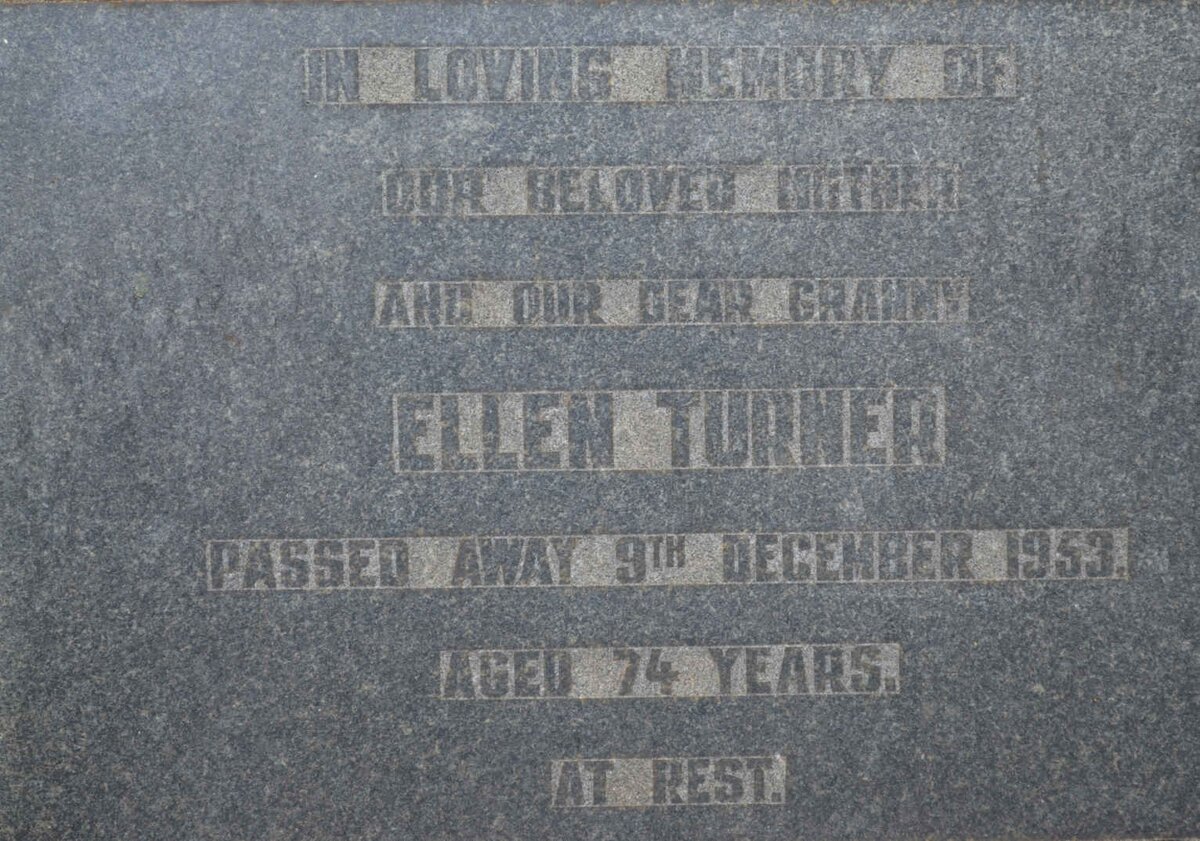 IN LOVING MEMORY OF
OUR BELOVED MOTHER
AND OUR DEAR GRANNY
ELLEN TURNER
PASSED AWAY 9TH DECEMBER 1953.
AGED 74 YEARS.
AT REST.